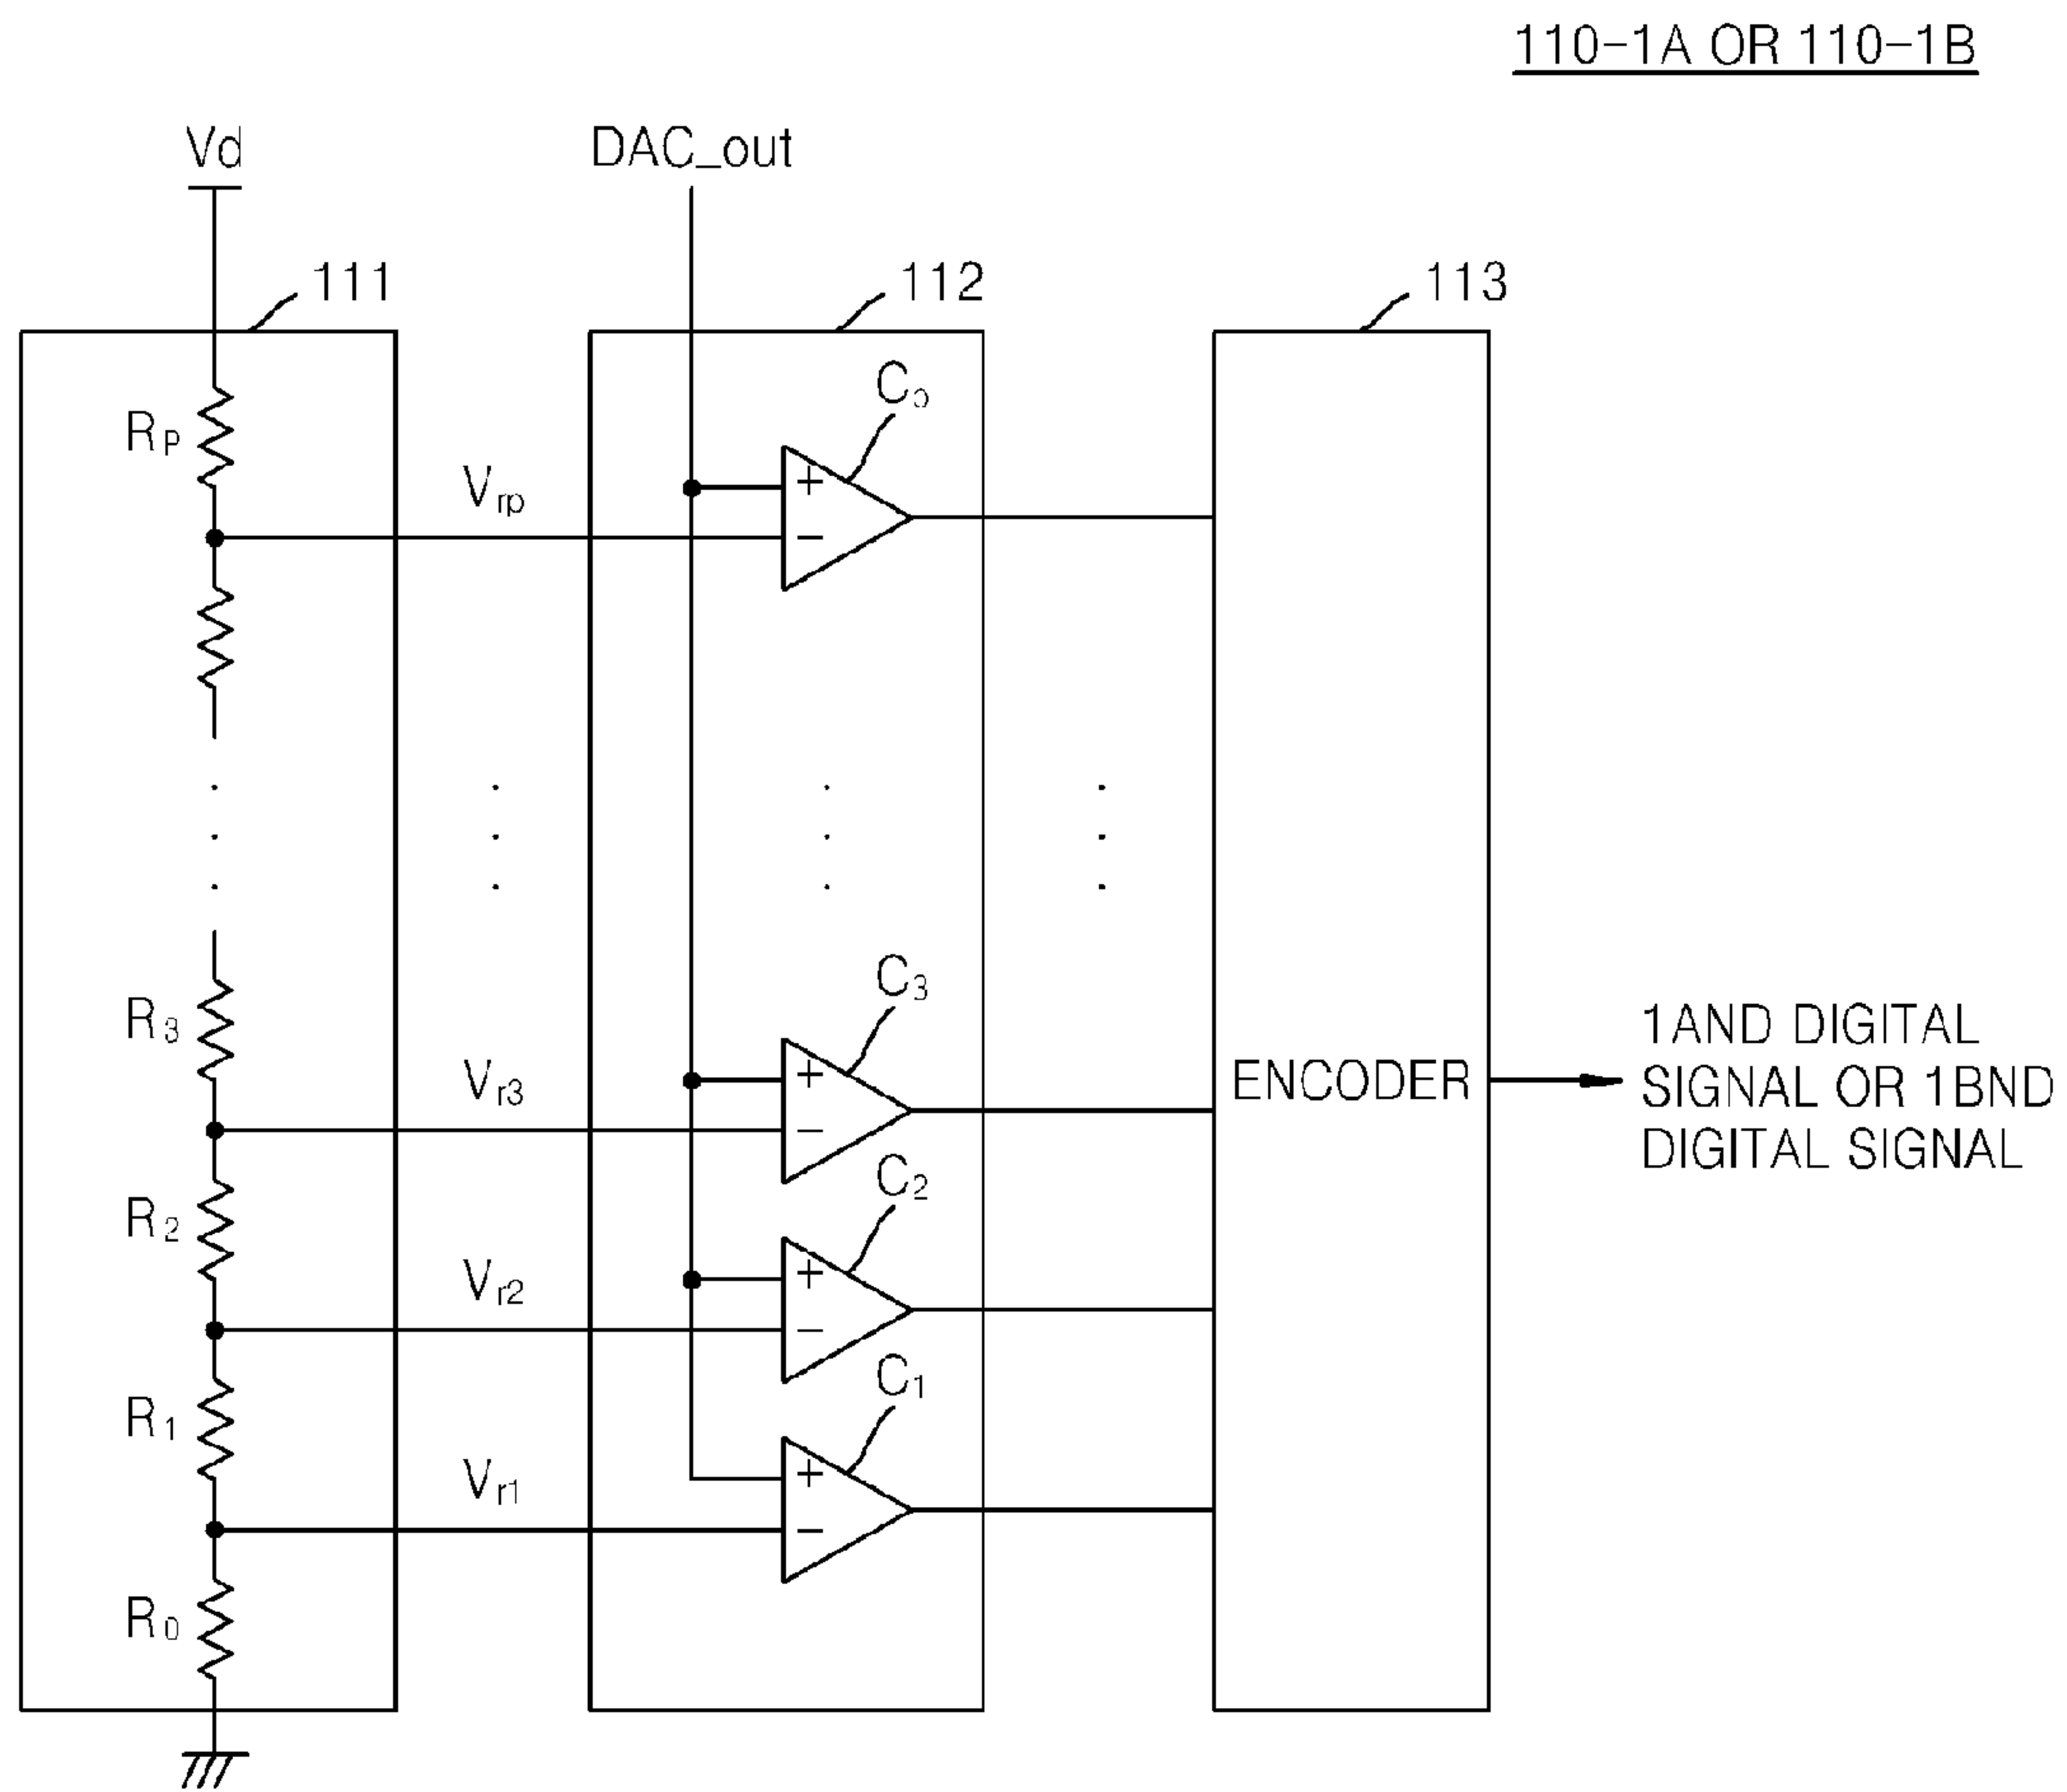 110-1A OR 110-1B
Vd
DAC_out
111
112
113
Cp
+
−
Rp
Vrp
C3
+
−
R3
Vr3
ENCODER
1AND DIGITAL
SIGNAL OR 1BND
DIGITAL SIGNAL
C2
+
−
R2
Vr2
C1
+
−
R1
Vr1
R0